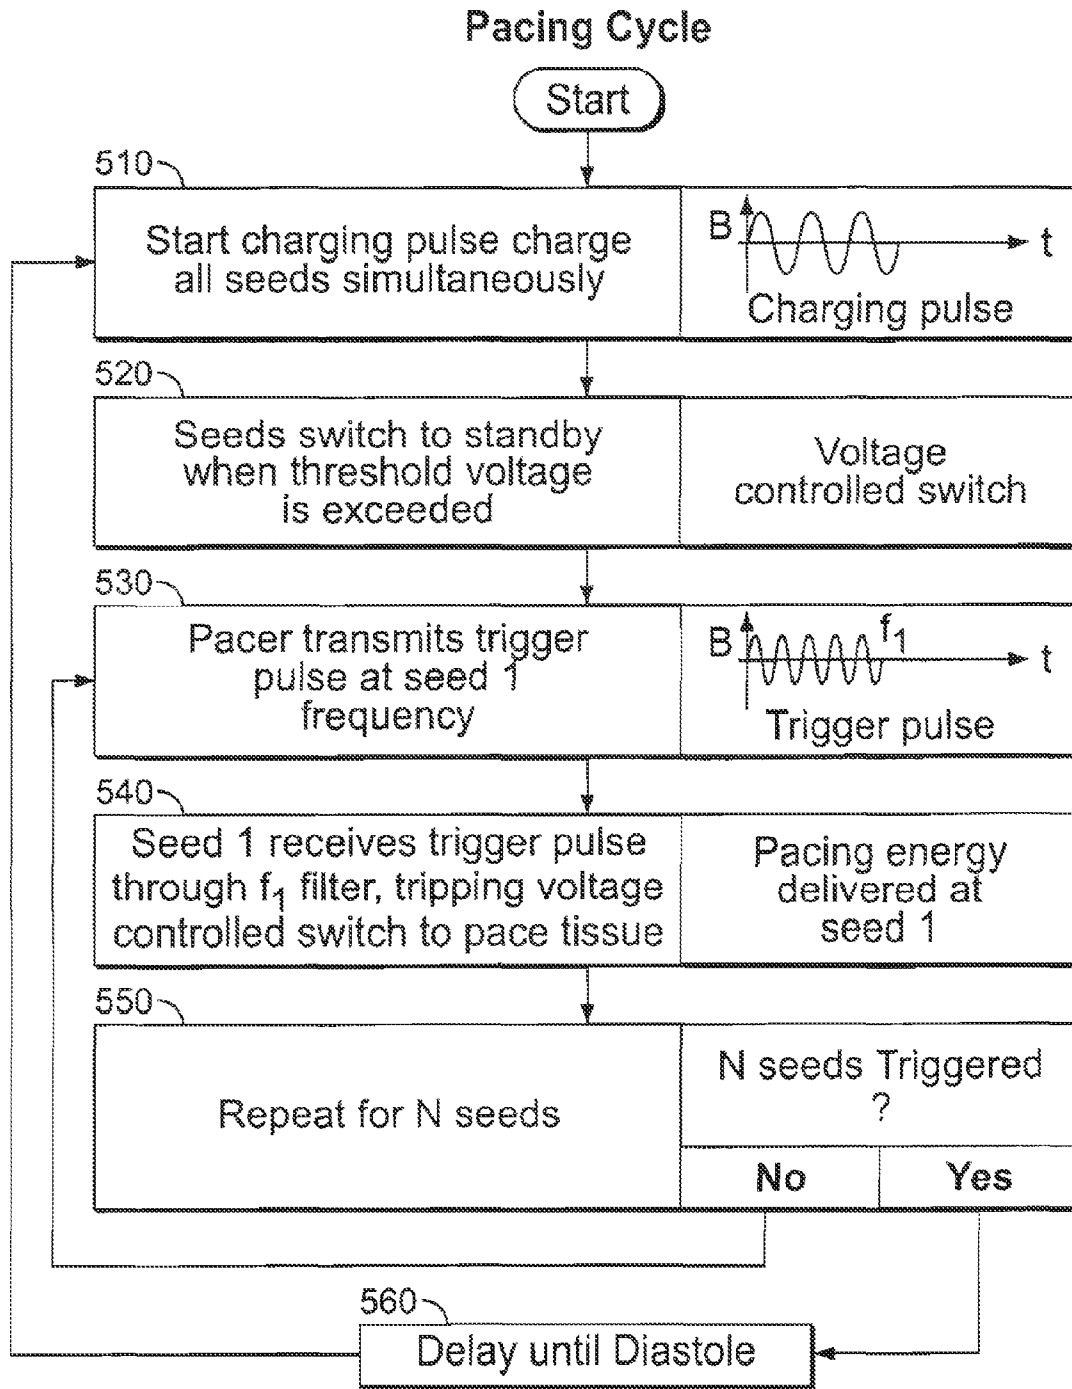 Pacing Cycle
Start
510
Start charging pulse charge
all seeds simultaneously
B
t
Charging pulse
520
Seeds switch to standby
when threshold voltage
is exceeded
Voltage
controlled switch
530
Pacer transmits trigger
pulse at seed 1
frequency
B
f1
t
Trigger pulse
540
Seed 1 receives trigger pulse
through f1 filter, tripping voltage
controlled switch to pace tissue
Pacing energy
delivered at
seed 1
550
Repeat for N seeds
N seeds Triggered
?
No
Yes
560
Delay until Diastole